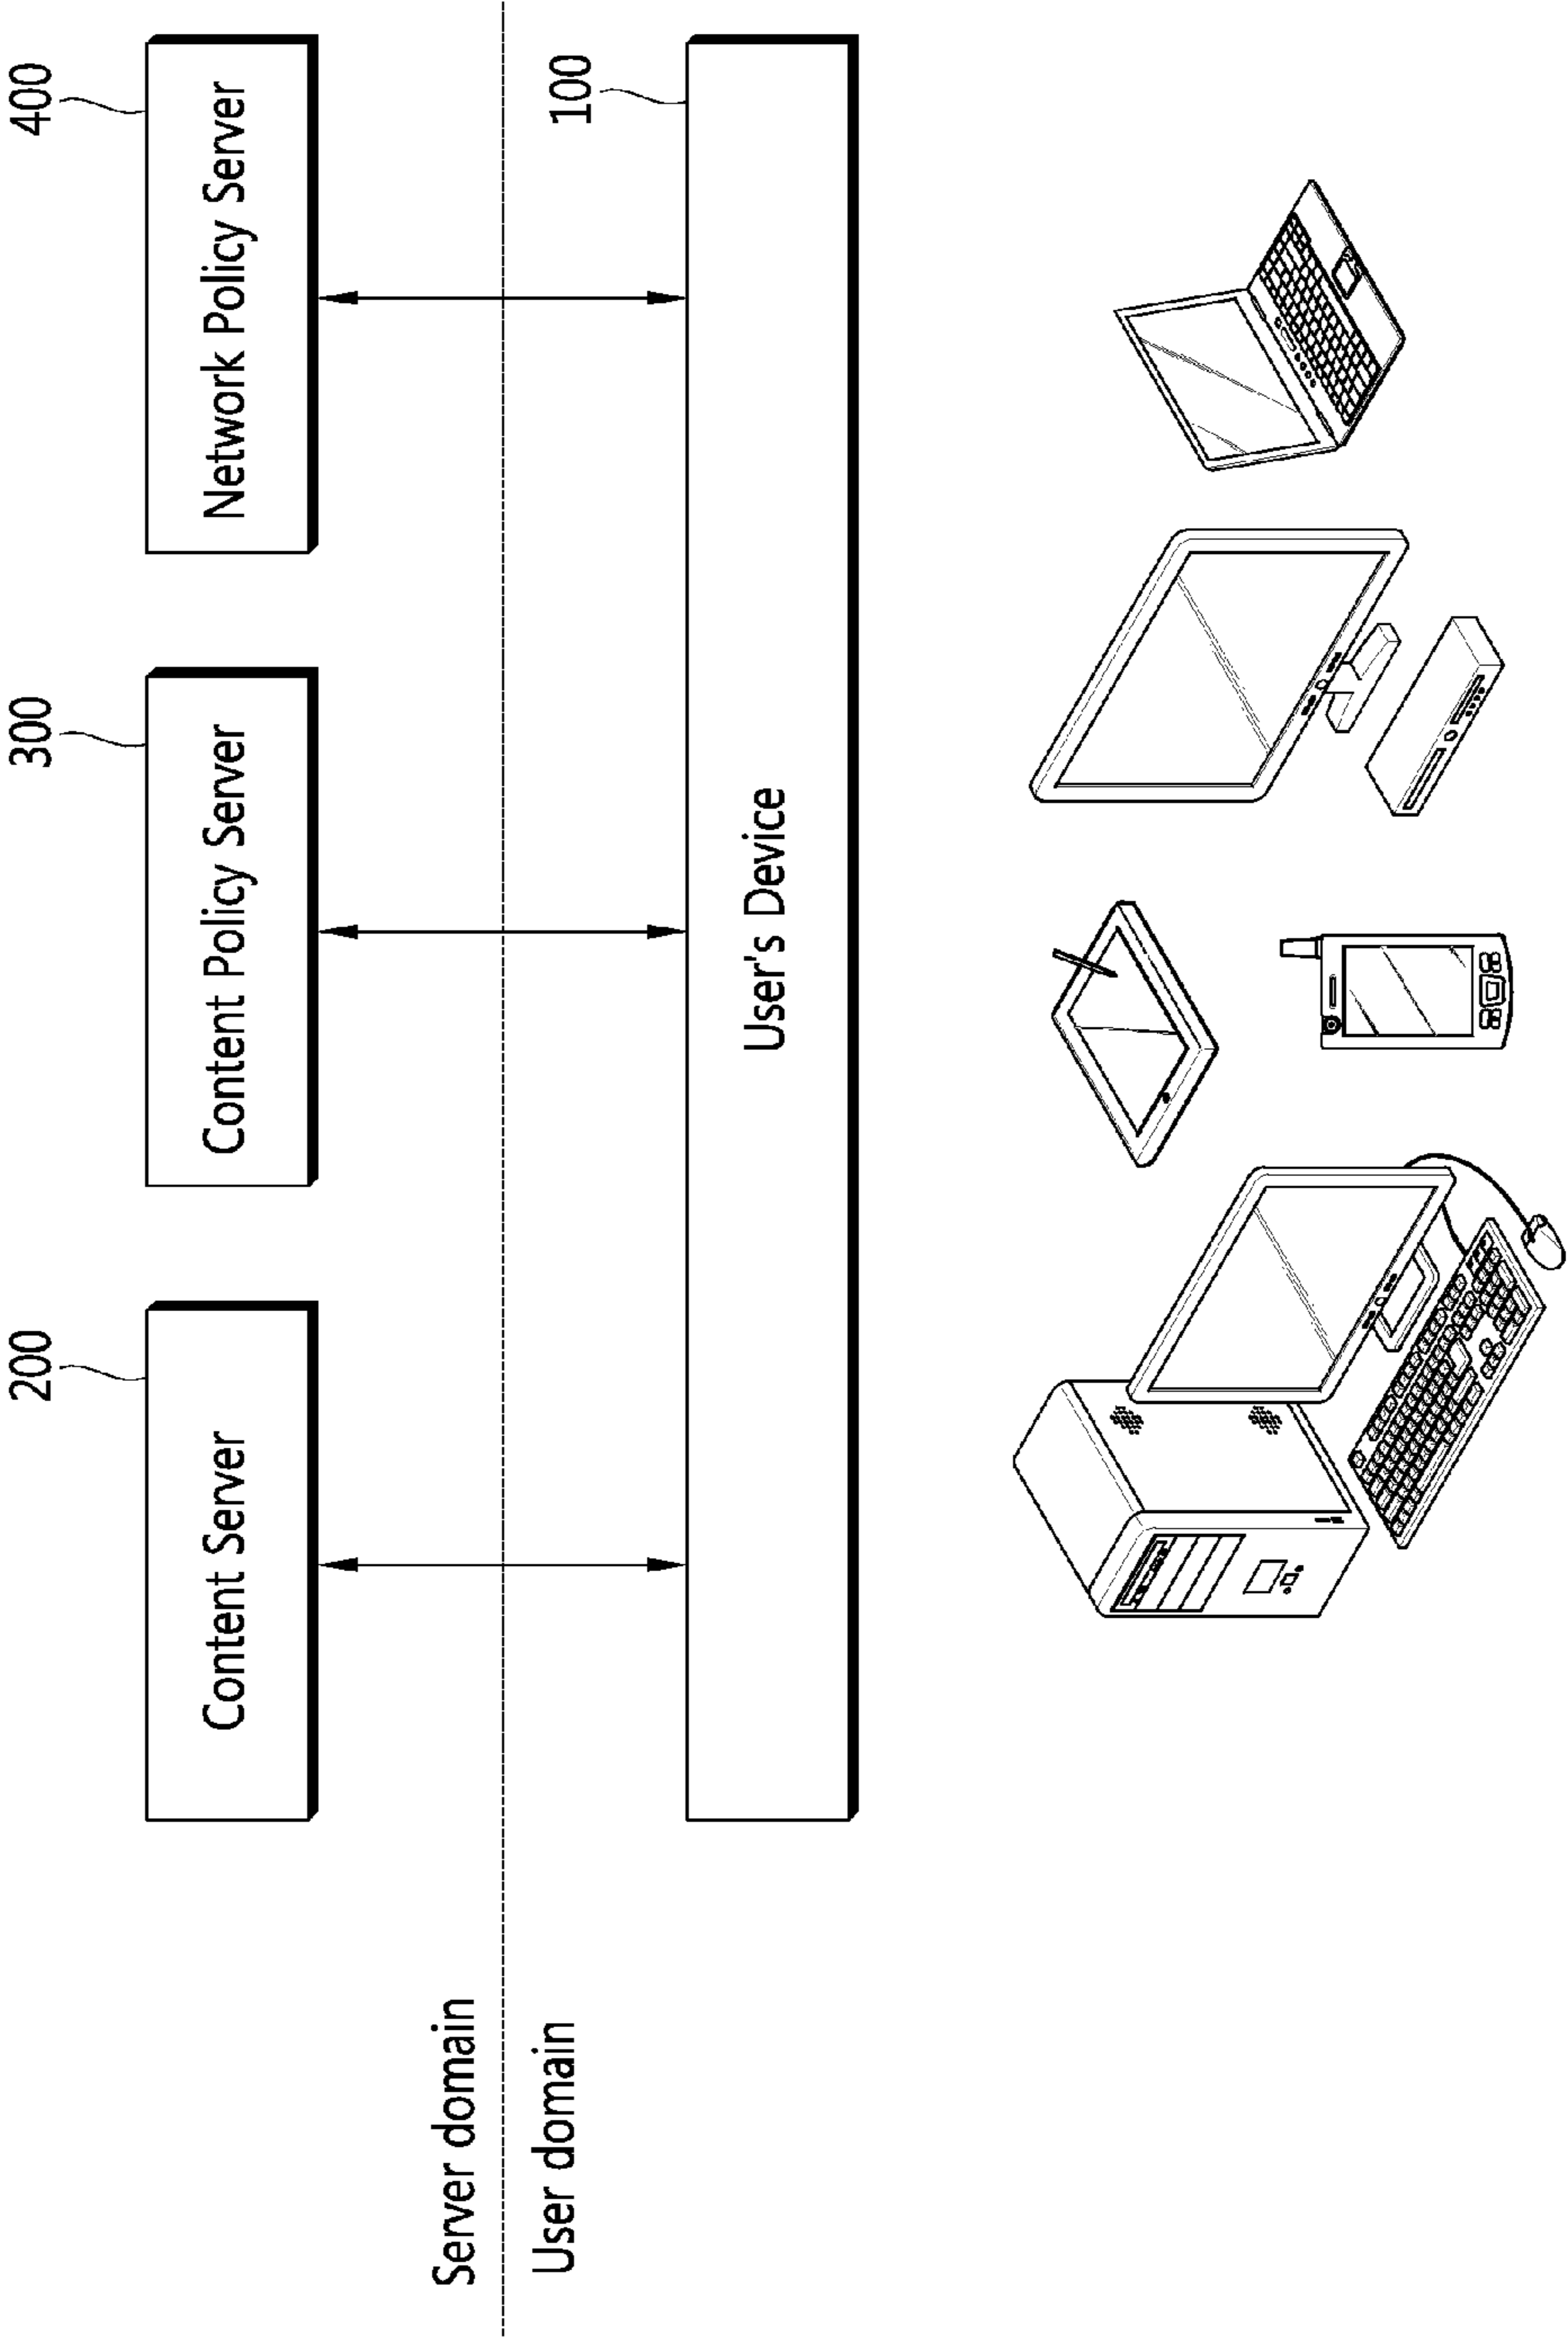 200
300
400
Content Server
Content Policy Server
Network Policy Server
Server domain
User domain
100
User's Device